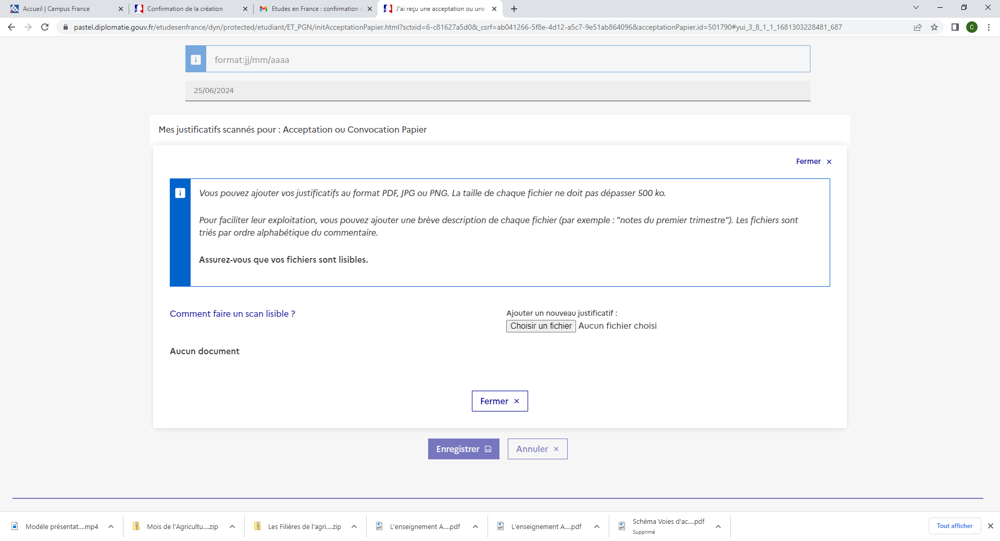 Accueil | Campus France
Confirmation de la création
Etudes en France : confirmation
J'ai reçu une acceptation ou une
pastel.diplomatie.gouv.fr/etudesenfrance/dyn/protected/etudiant/ET_PGN/initAcceptationPapier.html?sctxid=6-c81627a5d0&_csrf=ab041266-5f8e-4d12-a5c7-9e51ab864096&acceptationPapier.id=501790#yui_3_8_1_1_1681303228481_687
C
format:jj/mm/aaaa
25/06/2024
Mes justificatifs scannés pour : Acceptation ou Convocation Papier
Fermer
Vous pouvez ajouter vos justificatifs au format PDF, JPG ou PNG. La taille de chaque fichier ne doit pas dépasser 500 ko.
Pour faciliter leur exploitation, vous pouvez ajouter une brève description de chaque fichier (par exemple : "notes du premier trimestre"). Les fichiers sont
triés par ordre alphabétique du commentaire.
Assurez-vous que vos fichiers sont lisibles.
Comment faire un scan lisible ?
Ajouter un nouveau justificatif :
Choisir un fichier Aucun fichier choisi
Aucun document
Fermer
Enregistrer
Annuler
Modèle présentat....mp4
Mois de l'Agricultu....zip
Les Filières de l'agri....zip
L'enseignement A....pdf
L'enseignement A....pdf
Schéma Voies d'ac....pdf
Supprimé
Tout afficher